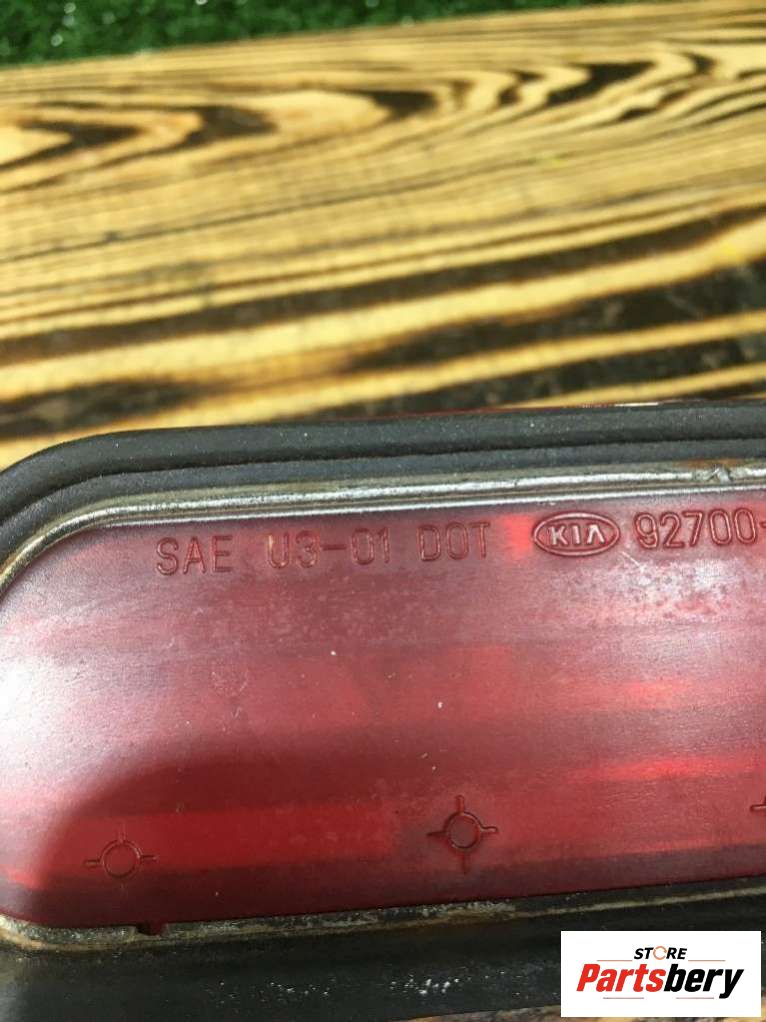 SAE U3-01 DOT KIA 92700-
STORE
Partsbery